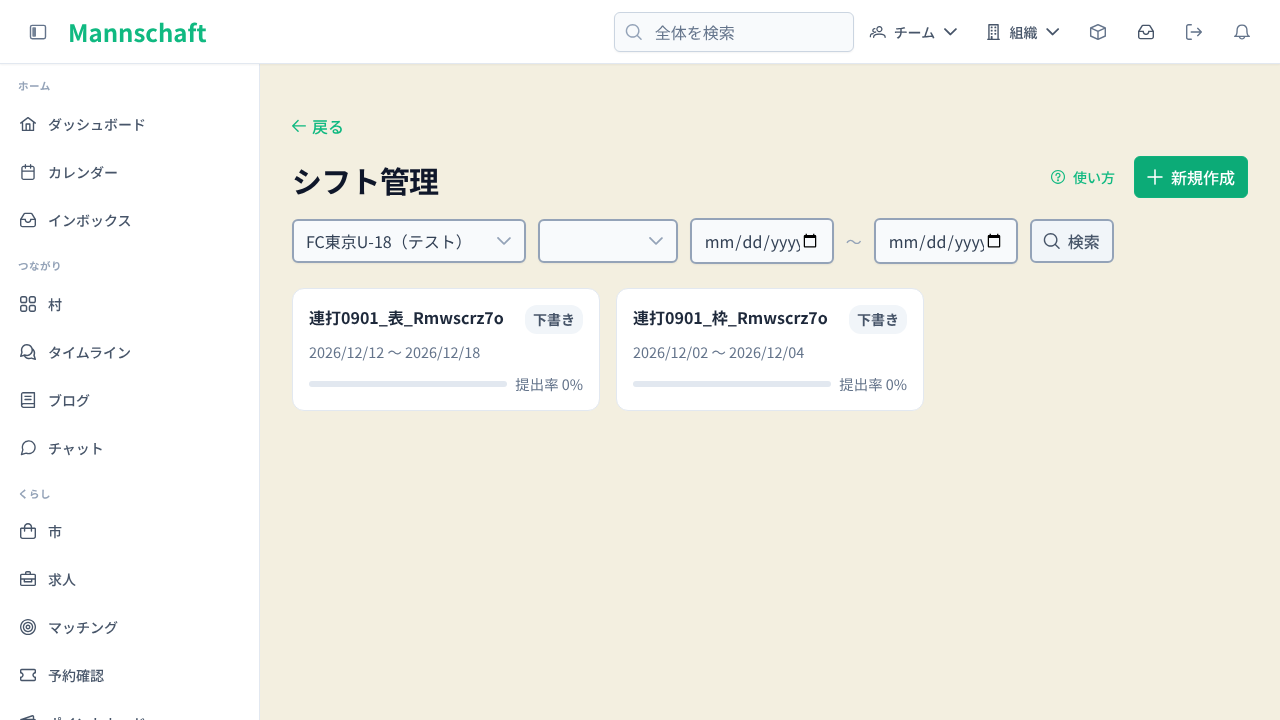 Mannschaft
全体を検索
チーム
組織
ホーム
ダッシュボード
カレンダー
インボックス
つながり
村
タイムライン
ブログ
チャット
くらし
市
求人
マッチング
予約確認
戻る
シフト管理
使い方
新規作成
FC東京U-18（テスト）
mm/dd/yyyy
～
mm/dd/yyyy
検索
連打0901_表_Rmwscrz7o
下書き
2026/12/12 〜 2026/12/18
提出率 0%
連打0901_枠_Rmwscrz7o
下書き
2026/12/02 〜 2026/12/04
提出率 0%